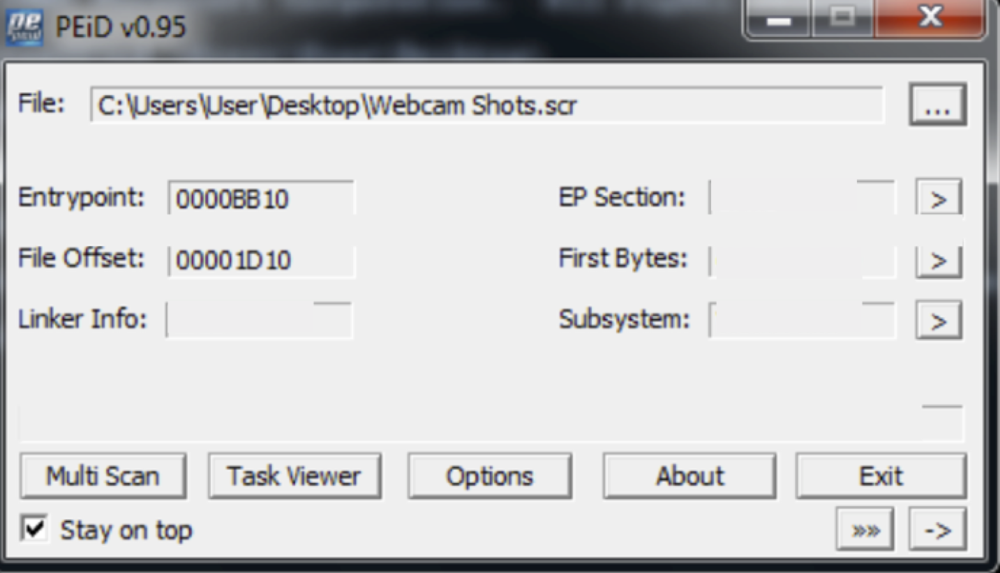 PEiD v0.95
File: C:\Users\User\Desktop\Webcam Shots.scr ...
Entrypoint: 0000BB10 EP Section: >
File Offset: 00001D10 First Bytes: >
Linker Info: Subsystem: >
Multi Scan Task Viewer Options About Exit
Stay on top »» ->